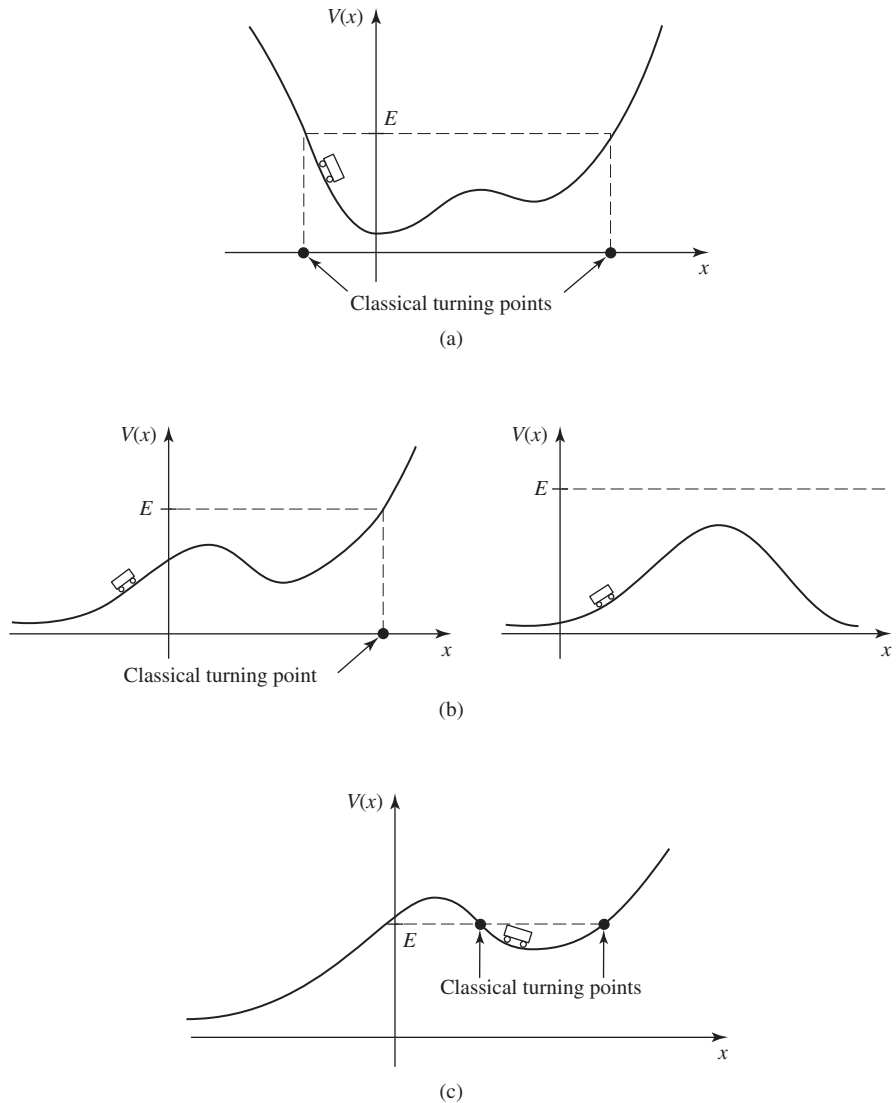 V(x)
E
x
Classical turning points
(a)
V(x)
E
x
Classical turning point
V(x)
E
x
(b)
V(x)
E
x
Classical turning points
(c)